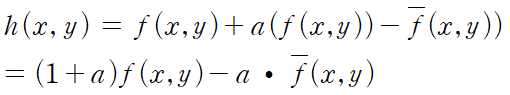 h(x, y) = f(x, y) + a(f(x, y)) − f̅(x, y))
= (1 + a)f(x, y) − a • f̅(x, y)